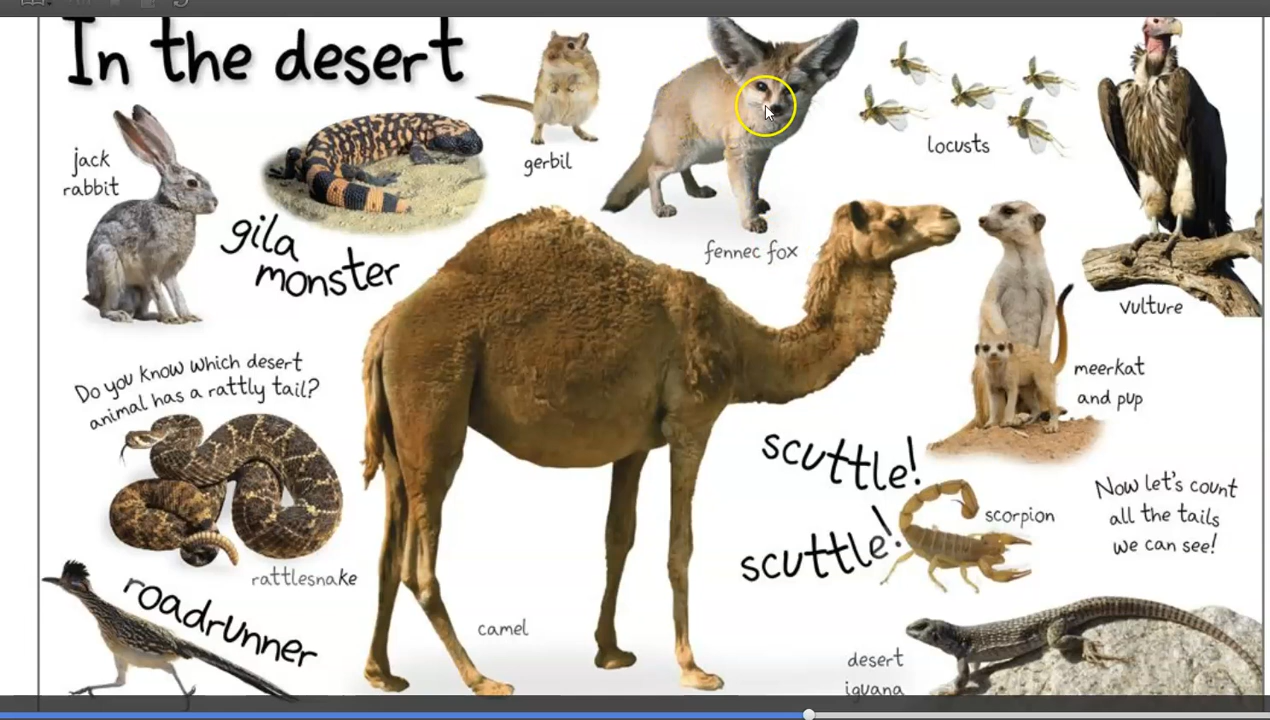 In the desert
jack
rabbit
gila
monster
gerbil
fennec fox
locusts
vulture
meerkat
and pup
Do you know which desert
animal has a rattly tail?
rattlesnake
roadrunner
camel
scuttle!
scuttle!
scorpion
Now let's count
all the tails
we can see!
desert
iguana